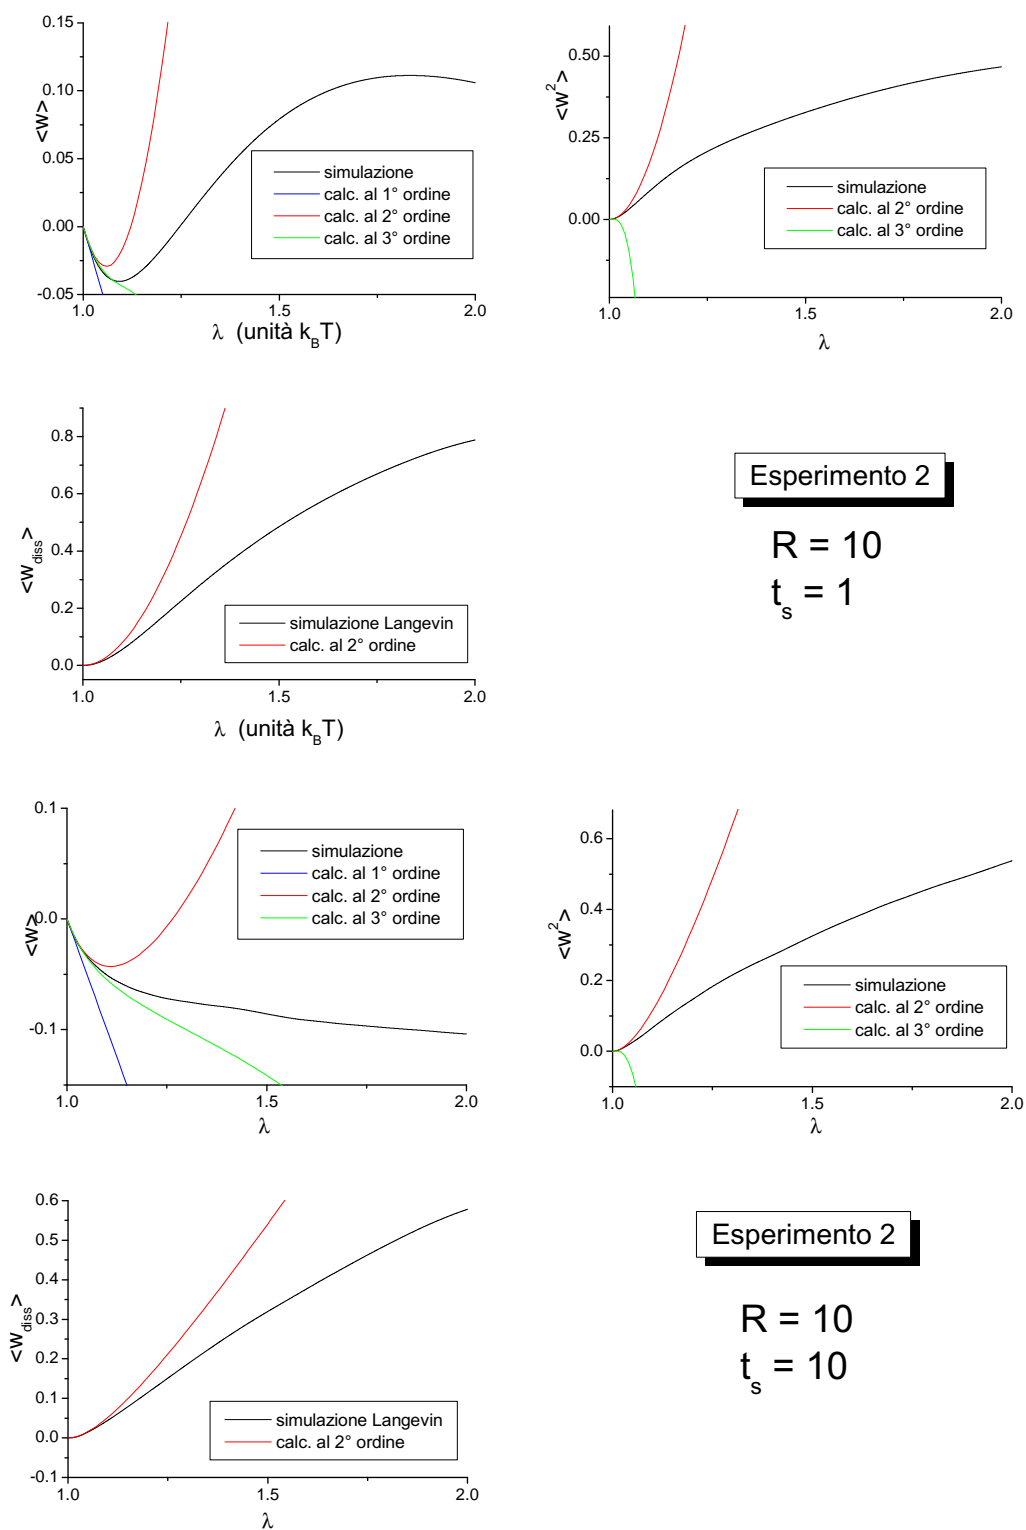 0.15
0.10
0.05
0.00
-0.05
<w>
1.0
1.5
2.0
λ (unità k_BT)
simulazione
calc. al 1° ordine
calc. al 2° ordine
calc. al 3° ordine
0.50
0.25
0.00
<w²>
1.0
1.5
2.0
λ
simulazione
calc. al 2° ordine
calc. al 3° ordine
0.8
0.6
0.4
0.2
0.0
<w_diss>
1.0
1.5
2.0
λ (unità k_BT)
simulazione Langevin
calc. al 2° ordine
Esperimento 2
R = 10
t_s = 1
0.1
0.0
-0.1
<w>
1.0
1.5
2.0
λ
simulazione
calc. al 1° ordine
calc. al 2° ordine
calc. al 3° ordine
0.6
0.4
0.2
0.0
<w²>
1.0
1.5
2.0
λ
simulazione
calc. al 2° ordine
calc. al 3° ordine
0.6
0.5
0.4
0.3
0.2
0.1
0.0
-0.1
<w_diss>
1.0
1.5
2.0
λ
simulazione Langevin
calc. al 2° ordine
Esperimento 2
R = 10
t_s = 10